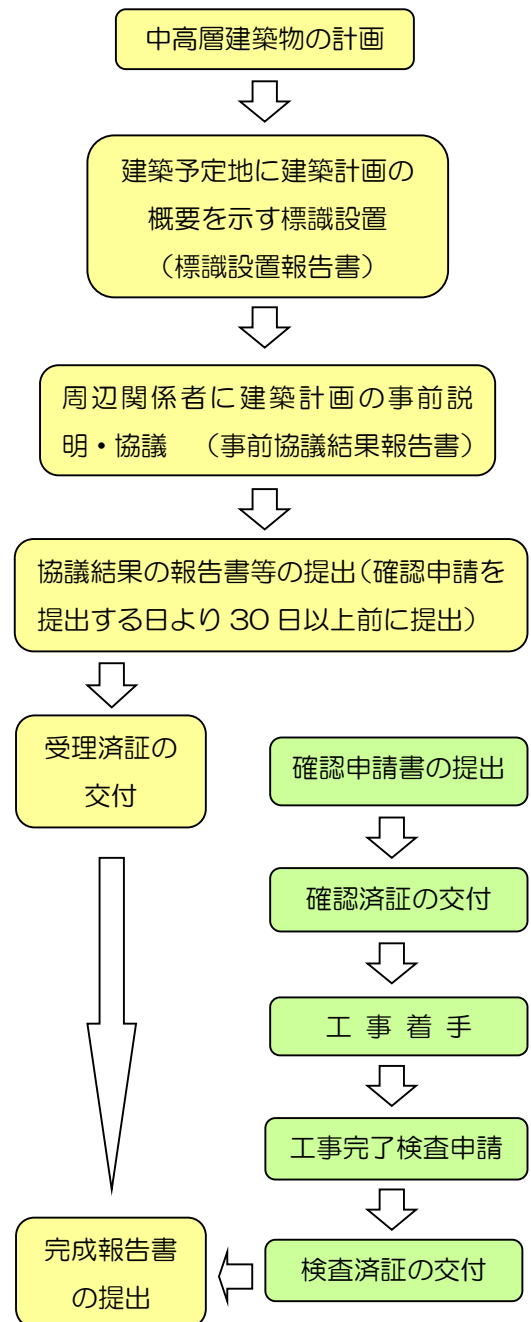 中高層建築物の計画
建築予定地に建築計画の
概要を示す標識設置
（標識設置報告書）
周辺関係者に建築計画の事前説
明・協議　（事前協議結果報告書）
協議結果の報告書等の提出（確認申請を
提出する日より 30 日以上前に提出）
受理済証の
交付
確認申請書の提出
確認済証の交付
工 事 着 手
工事完了検査申請
検査済証の交付
完成報告書
の提出